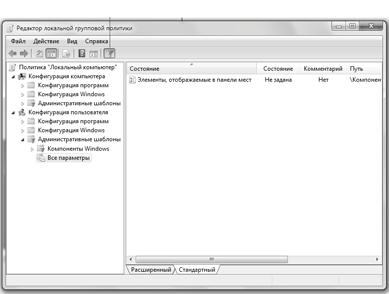 Редактор локальной групповой политики
Файл Действие Вид Справка
Политика "Локальный компьютер"
Конфигурация компьютера
Конфигурация программ
Конфигурация Windows
Административные шаблоны
Конфигурация пользователя
Конфигурация программ
Конфигурация Windows
Административные шаблоны
Компоненты Windows
Все параметры
Состояние Состояние Комментарий Путь
Элементы, отображаемые в панели мест Не задана Нет \Компонен
Расширенный Стандартный